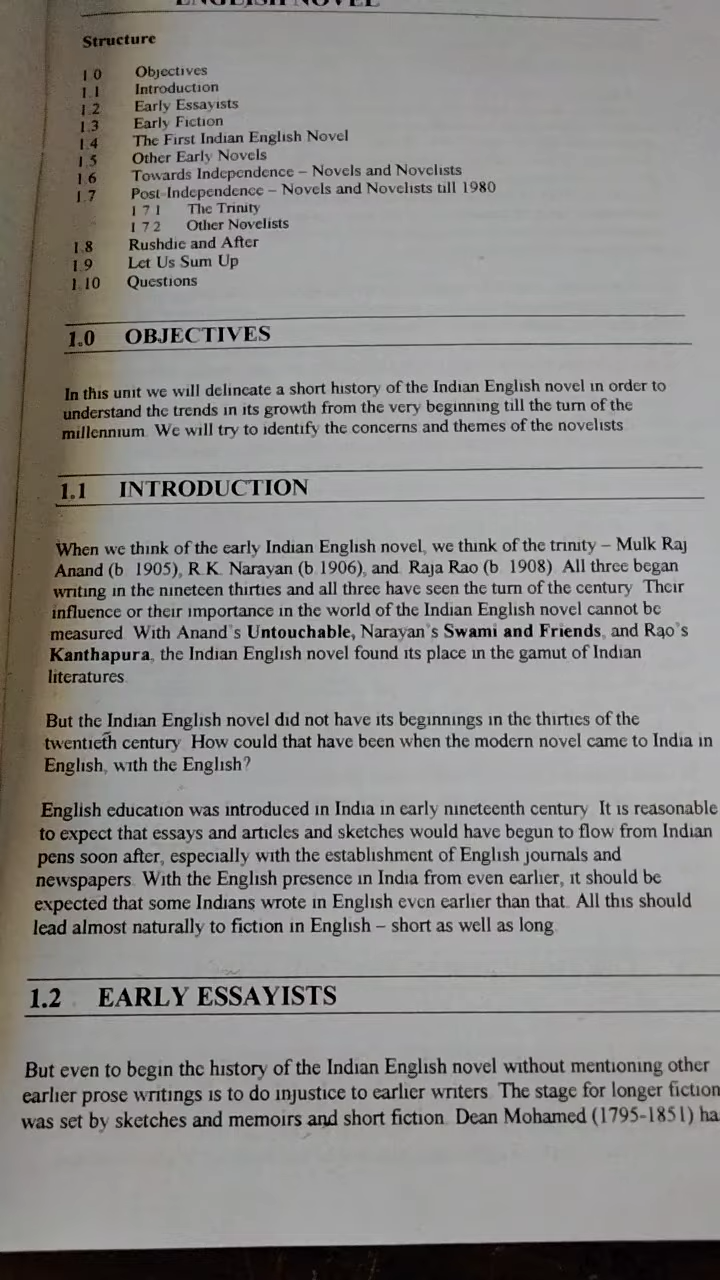 ENGLISH NOVEL
Structure
1.0 Objectives
1.1 Introduction
1.2 Early Essayists
1.3 Early Fiction
1.4 The First Indian English Novel
1.5 Other Early Novels
1.6 Towards Independence – Novels and Novelists
1.7 Post-Independence – Novels and Novelists till 1980
1.7.1 The Trinity
1.7.2 Other Novelists
1.8 Rushdie and After
1.9 Let Us Sum Up
1.10 Questions
1.0 OBJECTIVES
In this unit we will delineate a short history of the Indian English novel in order to
understand the trends in its growth from the very beginning till the turn of the
millennium. We will try to identify the concerns and themes of the novelists.
1.1 INTRODUCTION
When we think of the early Indian English novel, we think of the trinity – Mulk Raj
Anand (b. 1905), R.K. Narayan (b. 1906), and Raja Rao (b. 1908). All three began
writing in the nineteen thirties and all three have seen the turn of the century. Their
influence or their importance in the world of the Indian English novel cannot be
measured. With Anand's Untouchable, Narayan's Swami and Friends, and Rao's
Kanthapura, the Indian English novel found its place in the gamut of Indian
literatures.
But the Indian English novel did not have its beginnings in the thirties of the
twentieth century. How could that have been when the modern novel came to India in
English, with the English?
English education was introduced in India in early nineteenth century. It is reasonable
to expect that essays and articles and sketches would have begun to flow from Indian
pens soon after, especially with the establishment of English journals and
newspapers. With the English presence in India from even earlier, it should be
expected that some Indians wrote in English even earlier than that. All this should
lead almost naturally to fiction in English – short as well as long.
1.2 EARLY ESSAYISTS
But even to begin the history of the Indian English novel without mentioning other
earlier prose writings is to do injustice to earlier writers. The stage for longer fiction
was set by sketches and memoirs and short fiction. Dean Mohamed (1795-1851) ha